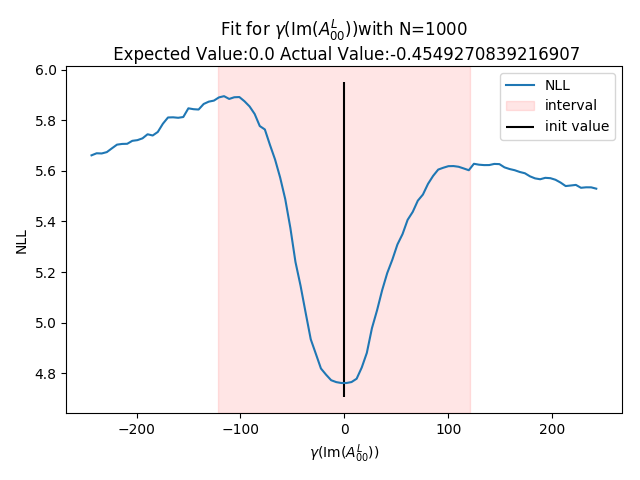 Fit for γ(Im(A^L_00))with N=1000
Expected Value:0.0 Actual Value:-0.4549270839216907
6.0
5.8
5.6
5.4
5.2
5.0
4.8
NLL
NLL
interval
init value
−200 −100 0 100 200
γ(Im(A^L_00))